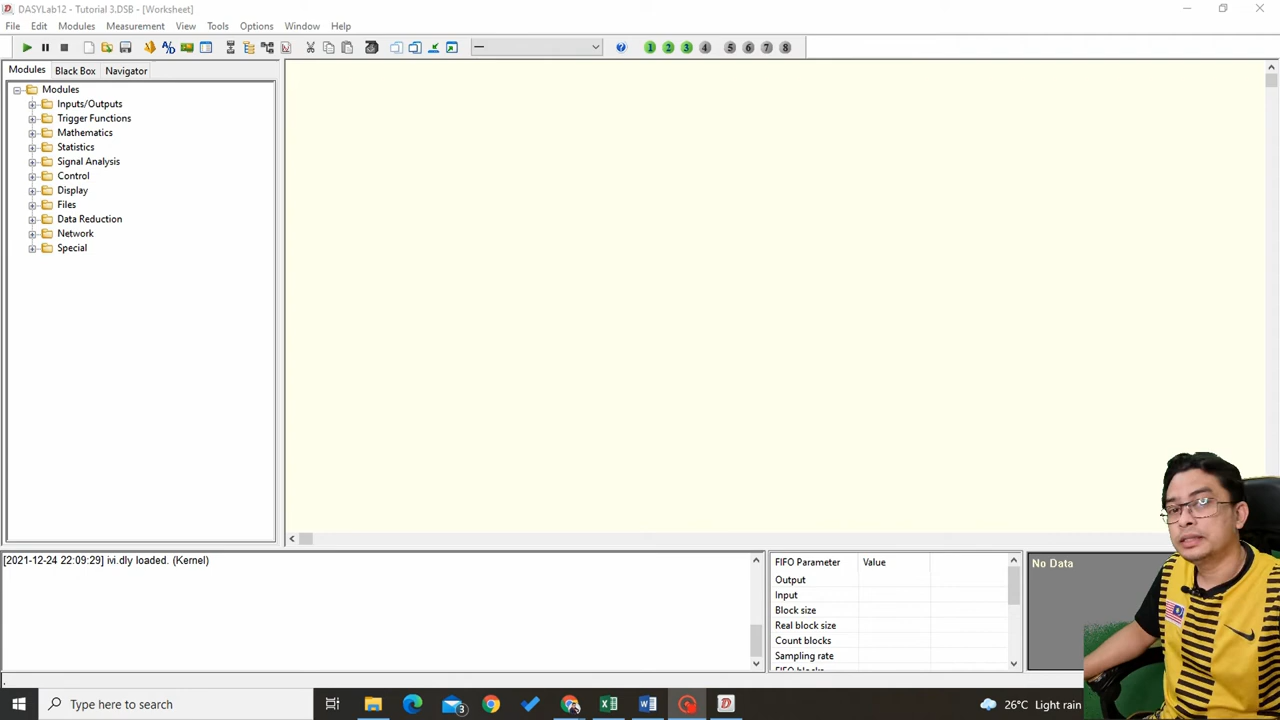 DASYLab12 - Tutorial 3.DSB - [Worksheet]
File Edit Modules Measurement View Tools Options Window Help
1 2 3 4 5 6 7 8
Modules Black Box Navigator
Modules
Inputs/Outputs
Trigger Functions
Mathematics
Statistics
Signal Analysis
Control
Display
Files
Data Reduction
Network
Special
[2021-12-24 22:09:29] ivi.dly loaded. (Kernel)
FIFO Parameter Value
Output
Input
Block size
Real block size
Count blocks
Sampling rate
FIFO blocks
No Data
Type here to search
3
26°C Light rain